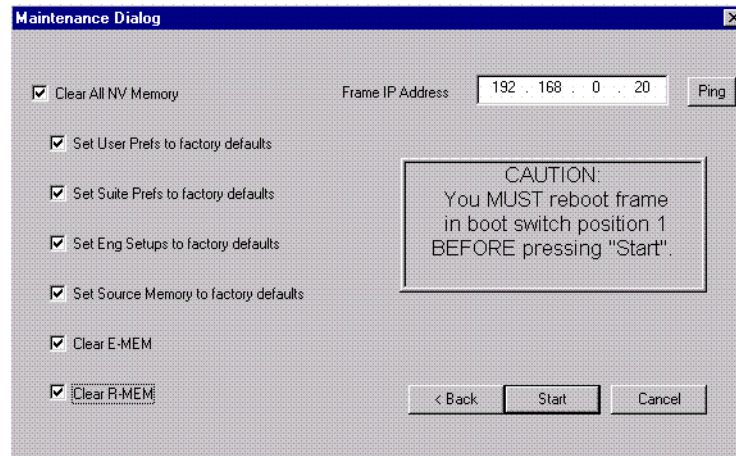 Maintenance Dialog
Clear All NV Memory
Frame IP Address
192 . 168 . 0 . 20
Ping
Set User Prefs to factory defaults
Set Suite Prefs to factory defaults
Set Eng Setups to factory defaults
Set Source Memory to factory defaults
Clear E-MEM
Clear R-MEM
CAUTION:
You MUST reboot frame
in boot switch position 1
BEFORE pressing "Start".
< Back
Start
Cancel